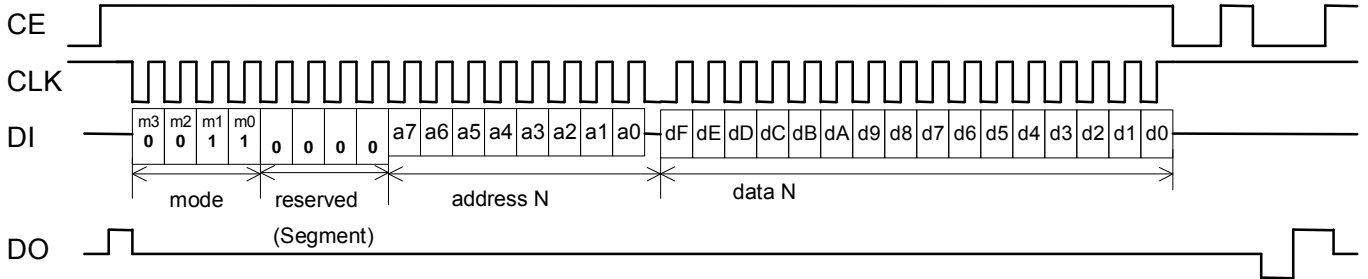 CE
CLK
DI
m3 m2 m1 m0 a7 a6 a5 a4 a3 a2 a1 a0 dF dE dD dC dB dA d9 d8 d7 d6 d5 d4 d3 d2 d1 d0
0 0 1 1 0 0 0 0
mode reserved address N data N
(Segment)
DO